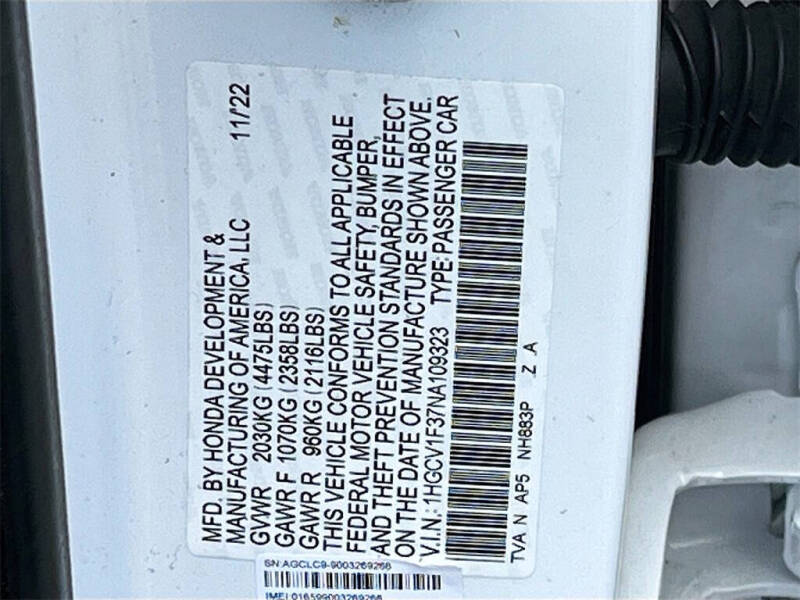 MFD. BY HONDA DEVELOPMENT &
MANUFACTURING OF AMERICA, LLC 11/22
GVWR 2030KG (4475LBS)
GAWR F 1070KG (2358LBS)
GAWR R 960KG (2116LBS)
THIS VEHICLE CONFORMS TO ALL APPLICABLE
FEDERAL MOTOR VEHICLE SAFETY, BUMPER,
AND THEFT PREVENTION STANDARDS IN EFFECT
ON THE DATE OF MANUFACTURE SHOWN ABOVE.
V.I.N.: 1HGCV1F37NA109323 TYPE: PASSENGER CAR
TVA N AP5 NH883P Z A
SN:AGCLC9-9003269266
IMEI:016599003269266